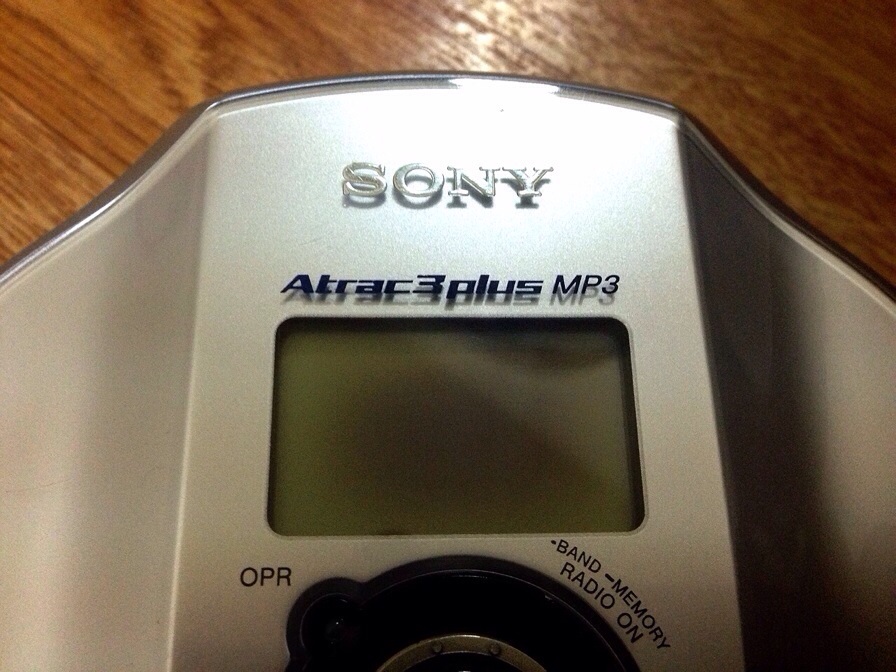 SONY
Atrac3plus MP3
OPR
-BAND -MEMORY
RADIO ON